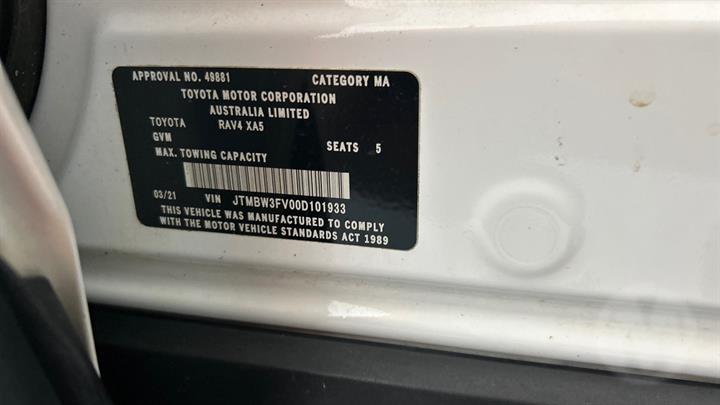 APPROVAL NO. 49881 CATEGORY MA
TOYOTA MOTOR CORPORATION
AUSTRALIA LIMITED
TOYOTA RAV4 XA5
GVM SEATS 5
MAX. TOWING CAPACITY
03/21 VIN JTMBW3FV00D101933
THIS VEHICLE WAS MANUFACTURED TO COMPLY
WITH THE MOTOR VEHICLE STANDARDS ACT 1989